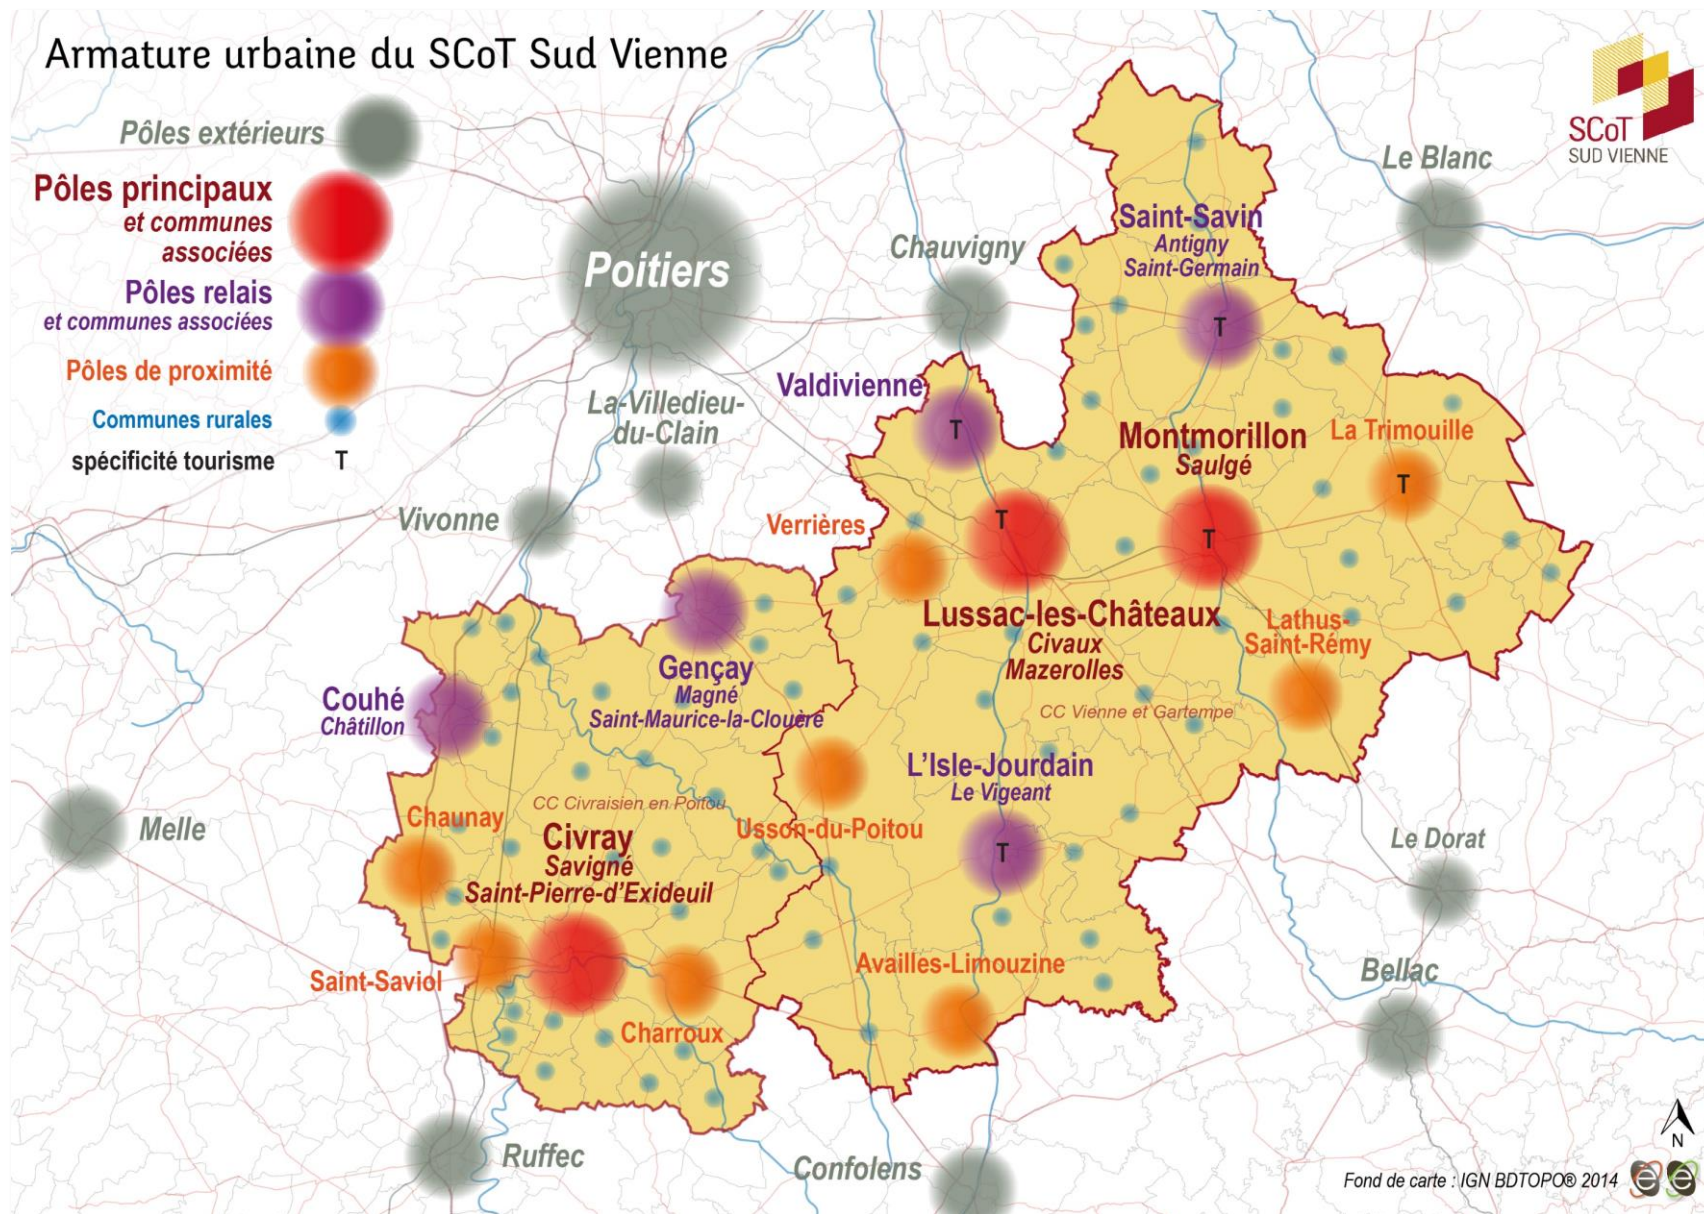 Armature urbaine du SCoT Sud Vienne
Pôles extérieurs
Pôles principaux
et communes
associées
Pôles relais
et communes associées
Pôles de proximité
Communes rurales
spécificité tourisme T
SCoT
SUD VIENNE
Le Blanc
Poitiers
Chauvigny
Saint-Savin
Antigny
Saint-Germain
T
Valdivienne
T
La-Villedieu-
du-Clain
Montmorillon
Saulgé
T
La Trimouille
T
Vivonne
Verrières
T
Lussac-les-Châteaux
Civaux
Mazerolles
Lathus-
Saint-Rémy
Gençay
Magné
Saint-Maurice-la-Clouère
Couhé
Châtillon
CC Vienne et Gartempe
L'Isle-Jourdain
Le Vigeant
T
CC Civraisien en Poitou
Chaunay
Civray
Savigné
Saint-Pierre-d'Exideuil
Usson-du-Poitou
Melle
Le Dorat
Saint-Saviol
Availles-Limouzine
Bellac
Charroux
Ruffec
Confolens
N
Fond de carte : IGN BDTOPO® 2014
é é